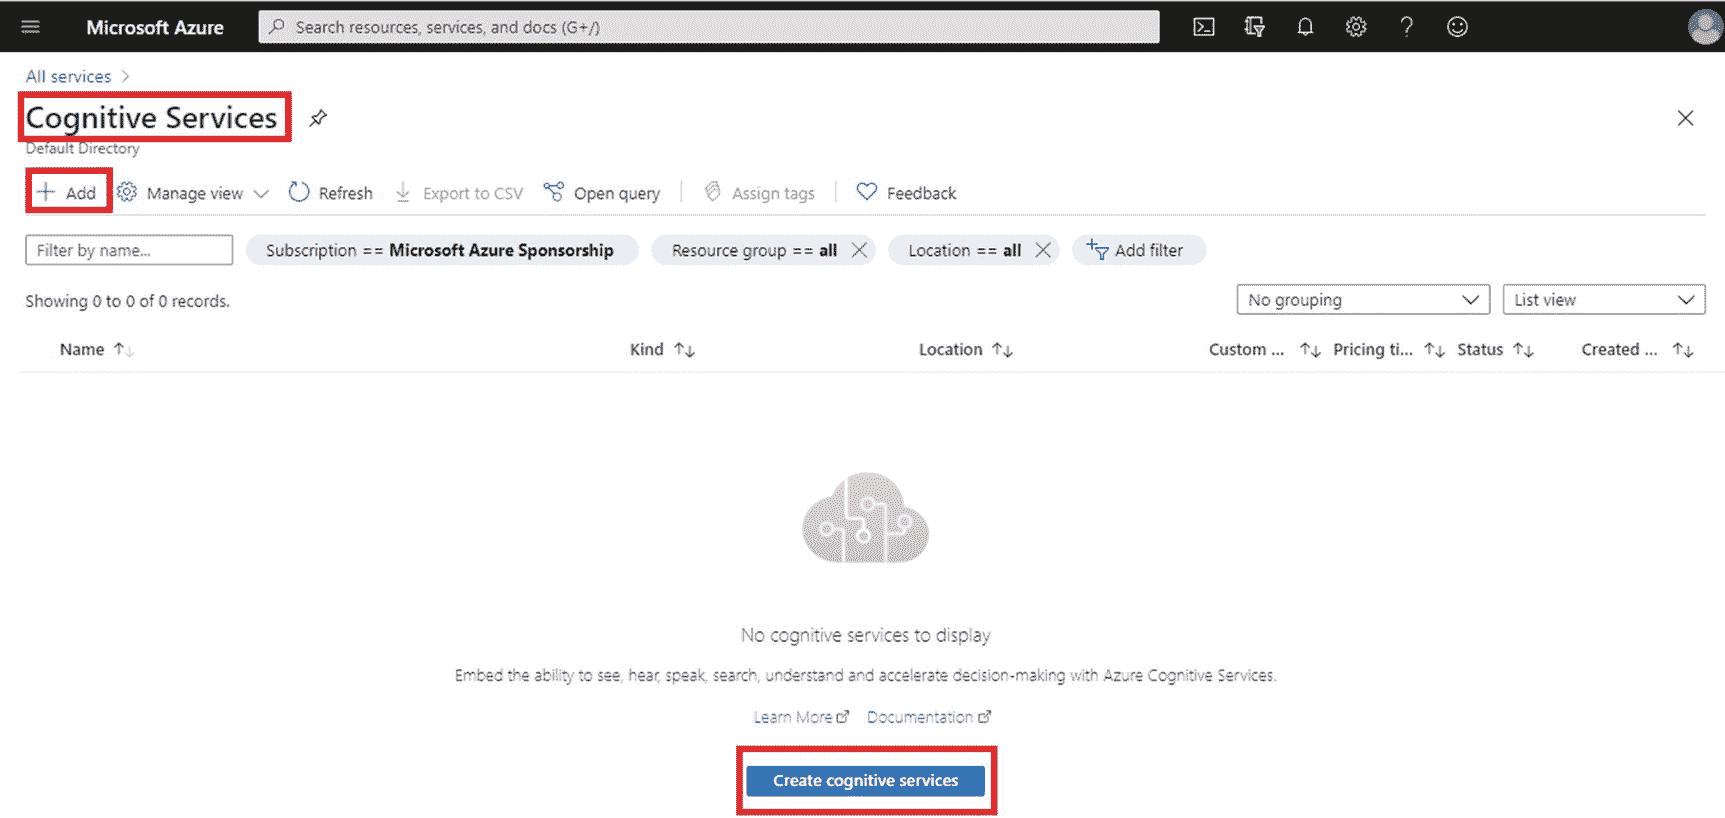 Microsoft Azure
Search resources, services, and docs (G+/)
All services
Cognitive Services
Default Directory
Add Manage view Refresh Export to CSV Open query Assign tags Feedback
Filter by name... Subscription == Microsoft Azure Sponsorship Resource group == all Location == all Add filter
Showing 0 to 0 of 0 records.
No grouping List view
Name Kind Location Custom ... Pricing ti... Status Created ...
No cognitive services to display
Embed the ability to see, hear, speak, search, understand and accelerate decision-making with Azure Cognitive Services.
Learn More Documentation
Create cognitive services